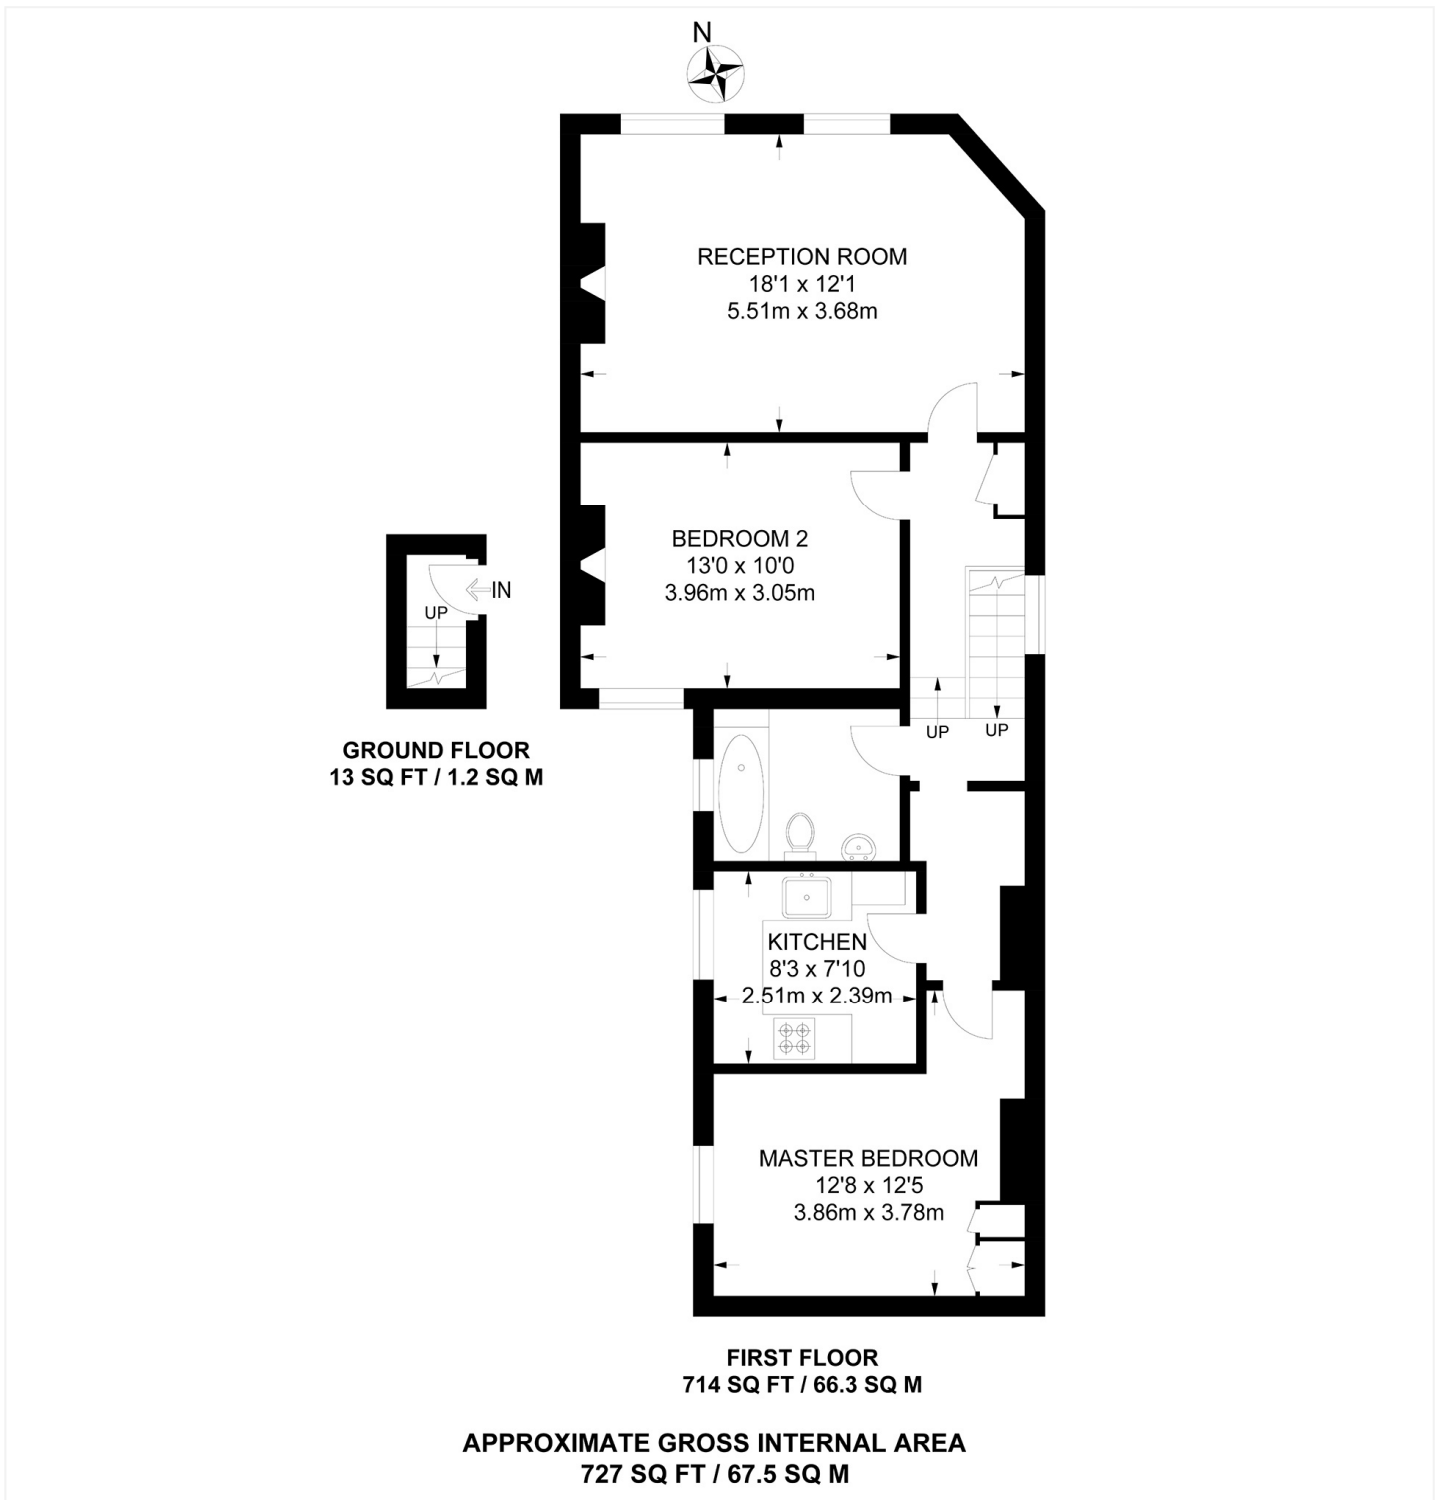 N
RECEPTION ROOM
18'1 x 12'1
5.51m x 3.68m
BEDROOM 2
13'0 x 10'0
3.96m x 3.05m
IN
UP
GROUND FLOOR
13 SQ FT / 1.2 SQ M
UP
UP
KITCHEN
8'3 x 7'10
2.51m x 2.39m
MASTER BEDROOM
12'8 x 12'5
3.86m x 3.78m
FIRST FLOOR
714 SQ FT / 66.3 SQ M
APPROXIMATE GROSS INTERNAL AREA
727 SQ FT / 67.5 SQ M